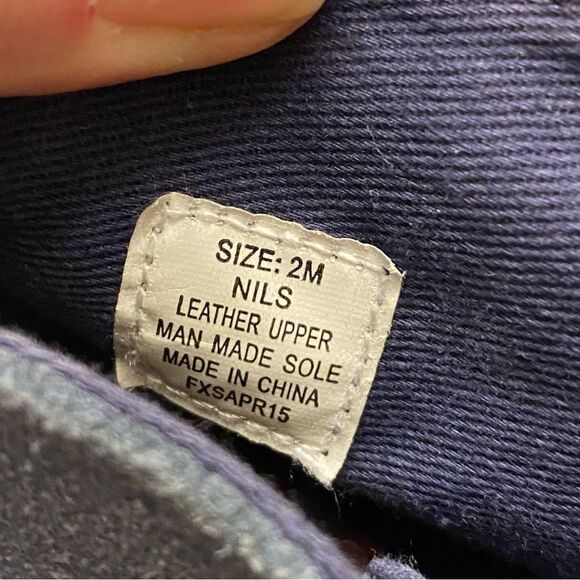 SIZE: 2M
NILS
LEATHER UPPER
MAN MADE SOLE
MADE IN CHINA
FXSAPR15